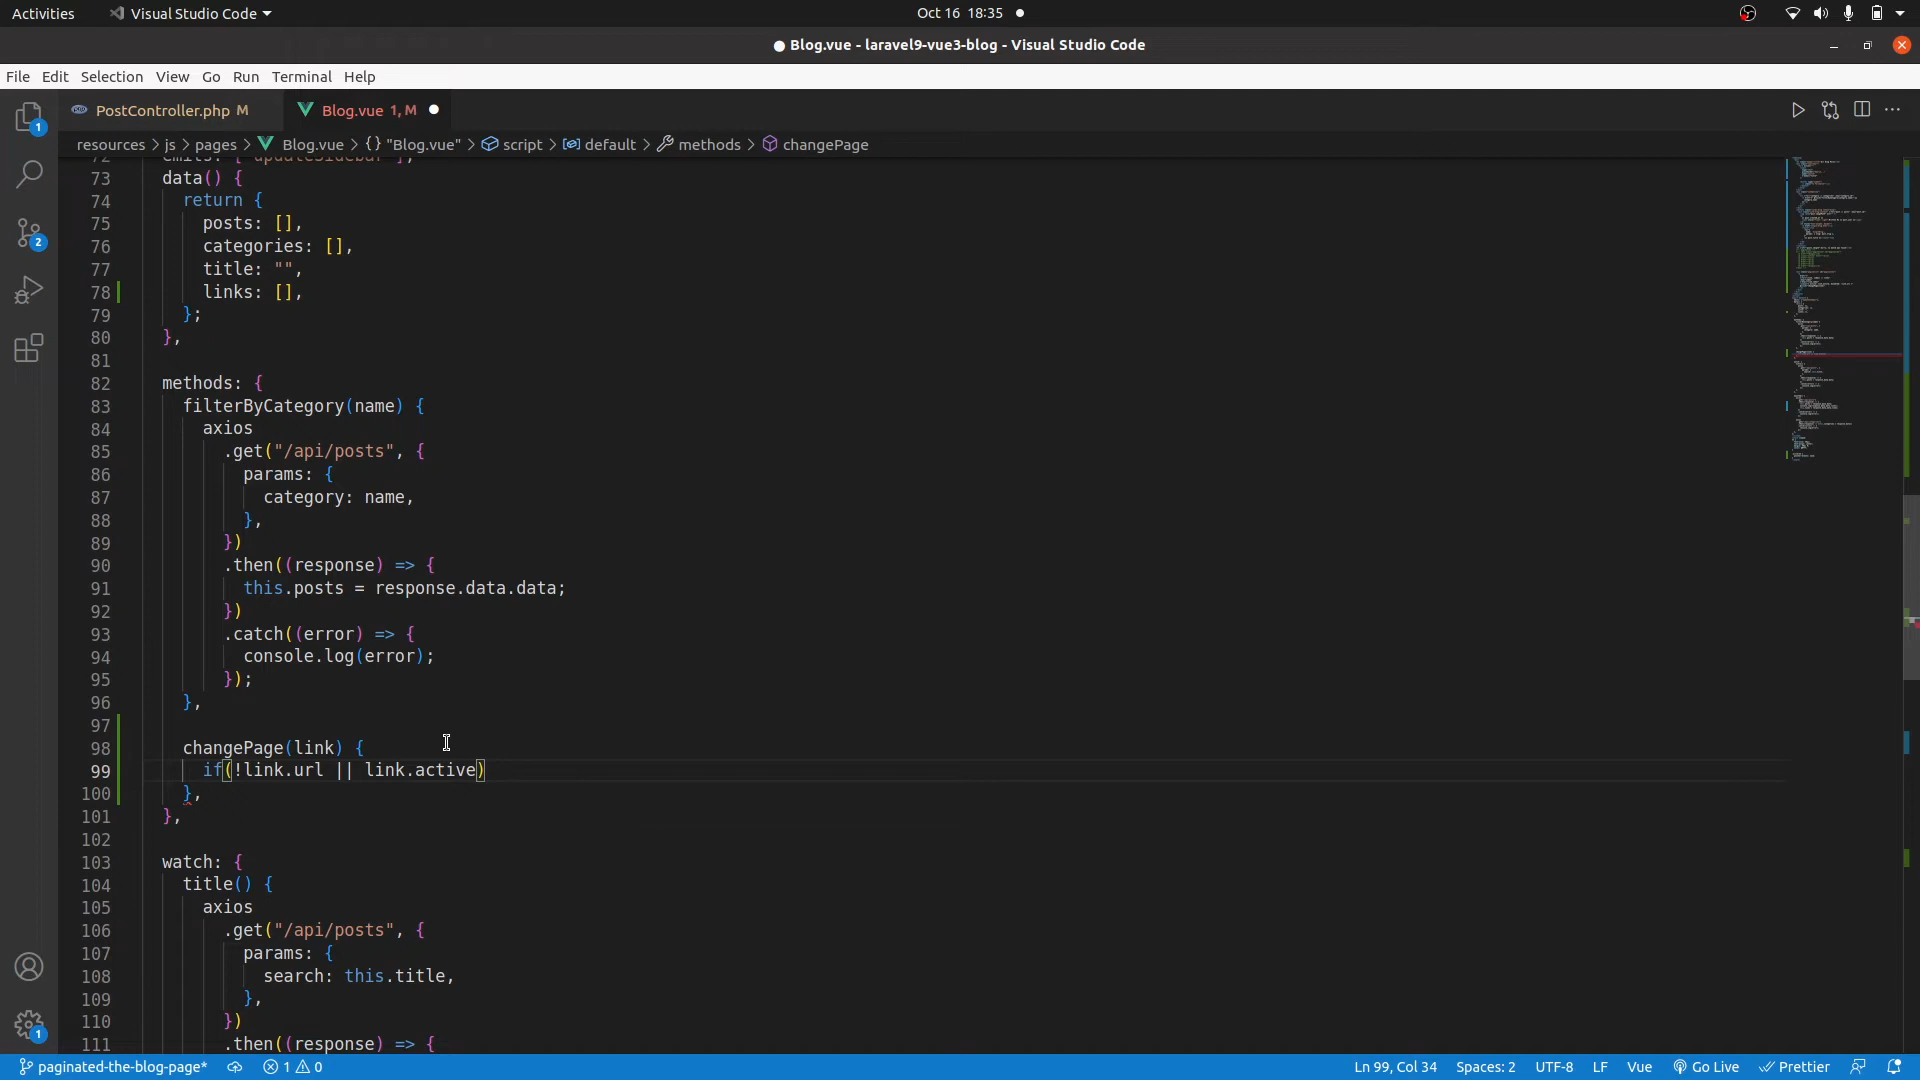 Activities Visual Studio Code Oct 16 18:35
● Blog.vue - laravel9-vue3-blog - Visual Studio Code
File Edit Selection View Go Run Terminal Help
PostController.php M Blog.vue 1, M
resources > js > pages > Blog.vue > {} "Blog.vue" > script > default > methods > changePage
72 emits: ["updateSidebar"],
73 data() {
74 return {
75 posts: [],
76 categories: [],
77 title: "",
78 links: [],
79 };
80 },
81
82 methods: {
83 filterByCategory(name) {
84 axios
85 .get("/api/posts", {
86 params: {
87 category: name,
88 },
89 })
90 .then((response) => {
91 this.posts = response.data.data;
92 })
93 .catch((error) => {
94 console.log(error);
95 });
96 },
97
98 changePage(link) {
99 if(!link.url || link.active)
100 },
101 },
102
103 watch: {
104 title() {
105 axios
106 .get("/api/posts", {
107 params: {
108 search: this.title,
109 },
110 })
111 .then((response) => {
1
2
1
paginated-the-blog-page* 1 0 Ln 99, Col 34 Spaces: 2 UTF-8 LF Vue Go Live Prettier